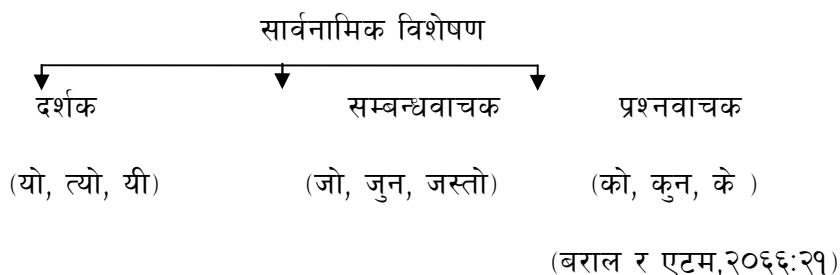 सार्वनामिक विशेषण
दर्शक सम्बन्धवाचक प्रश्नवाचक
(यो, त्यो, यी) (जो, जुन, जस्तो) (को, कुन, के )
(बराल र एटम,२०६६:२१)